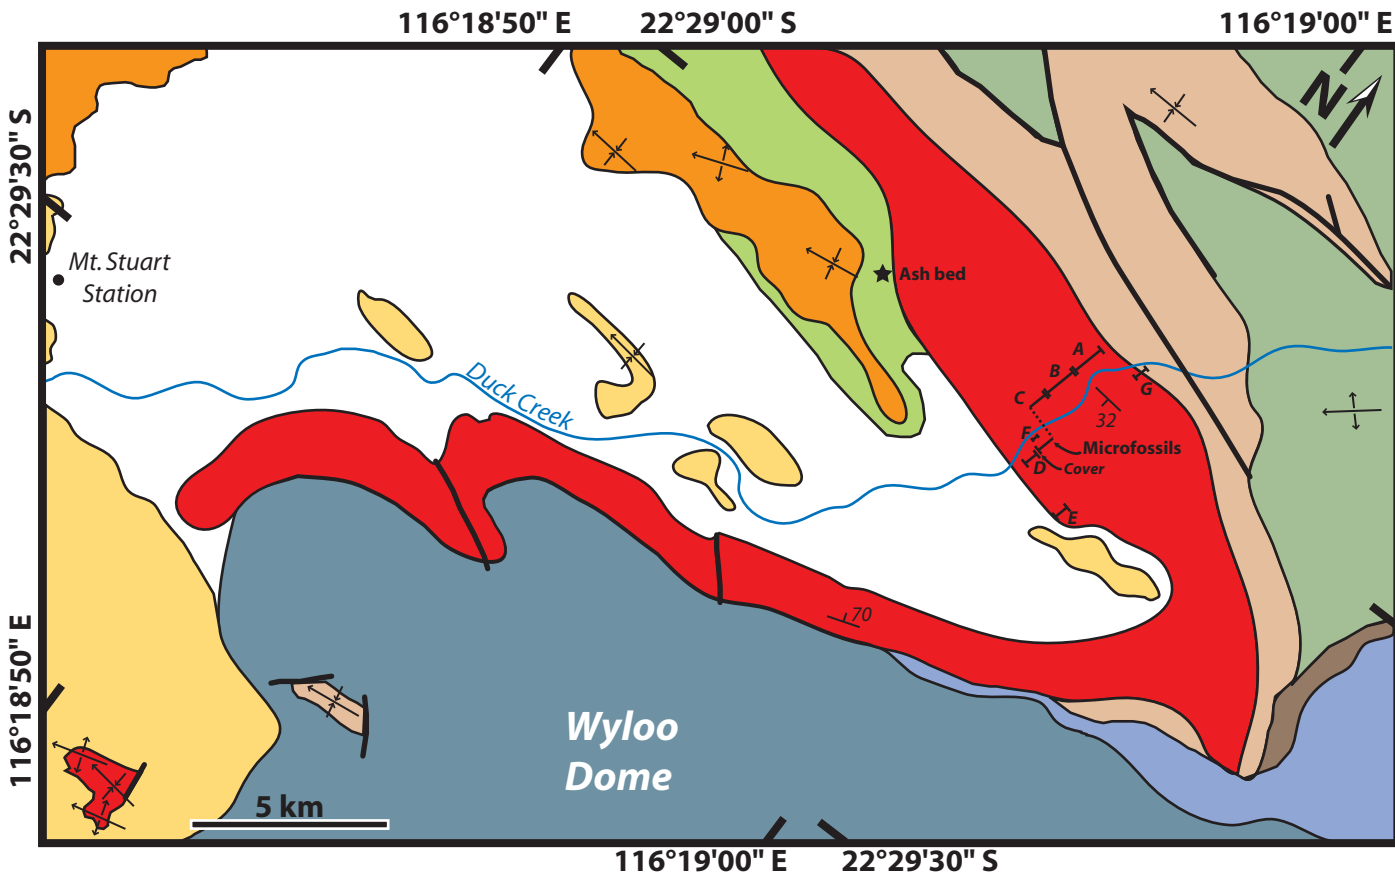 116°18'50" E
22°29'00" S
116°19'00" E
N
22°29'30" S
Mt. Stuart
Station
Ash bed
Duck Creek
A
B
C
G
32
F
Microfossils
D
Cover
E
70
116°18'50" E
Wyloo
Dome
5 km
116°19'00" E
22°29'30" S